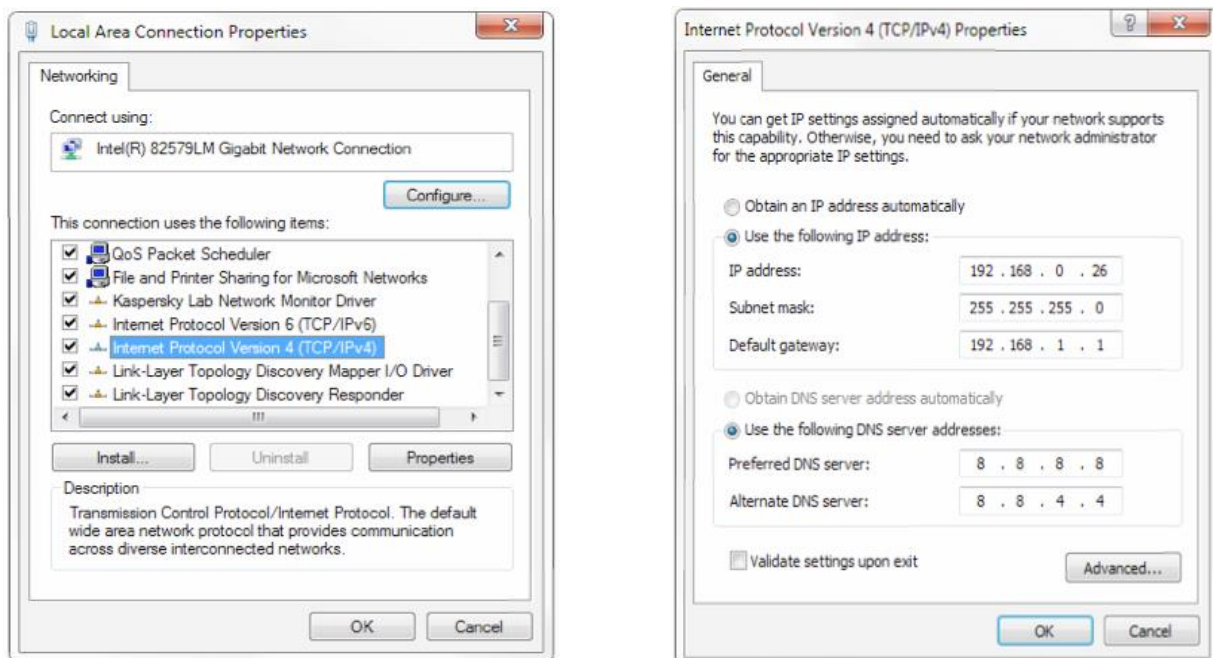 Local Area Connection Properties
Networking
Connect using:
Intel(R) 82579LM Gigabit Network Connection
Configure...
This connection uses the following items:
QoS Packet Scheduler
File and Printer Sharing for Microsoft Networks
Kaspersky Lab Network Monitor Driver
Internet Protocol Version 6 (TCP/IPv6)
Internet Protocol Version 4 (TCP/IPv4)
Link-Layer Topology Discovery Mapper I/O Driver
Link-Layer Topology Discovery Responder
Install... Uninstall Properties
Description
Transmission Control Protocol/Internet Protocol. The default
wide area network protocol that provides communication
across diverse interconnected networks.
OK Cancel
Internet Protocol Version 4 (TCP/IPv4) Properties
General
You can get IP settings assigned automatically if your network supports
this capability. Otherwise, you need to ask your network administrator
for the appropriate IP settings.
Obtain an IP address automatically
Use the following IP address:
IP address: 192 . 168 . 0 . 26
Subnet mask: 255 . 255 . 255 . 0
Default gateway: 192 . 168 . 1 . 1
Obtain DNS server address automatically
Use the following DNS server addresses:
Preferred DNS server: 8 . 8 . 8 . 8
Alternate DNS server: 8 . 8 . 4 . 4
Validate settings upon exit
Advanced...
OK Cancel